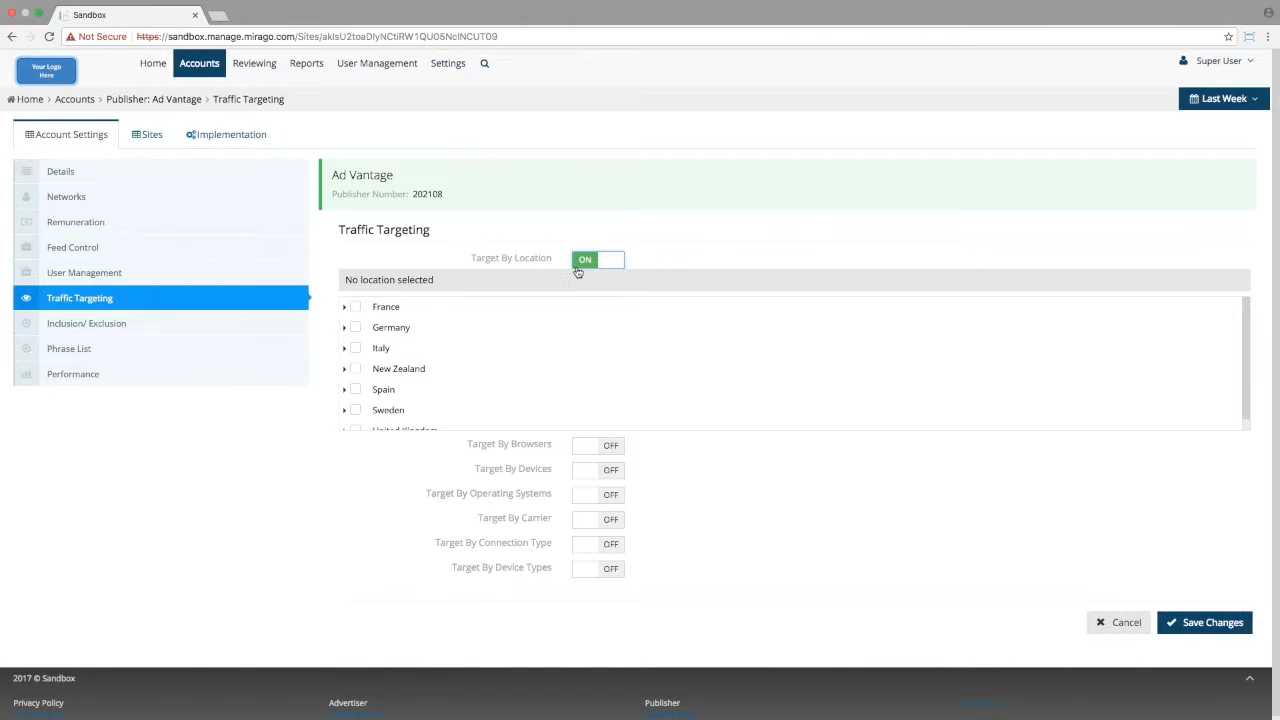 Sandbox
Not Secure https://sandbox.manage.mirago.com/Sites/
Your Logo
Here
Home Accounts Reviewing Reports User Management Settings
Super User
Home › Accounts › Publisher: Ad Vantage › Traffic Targeting
Last Week
Account Settings Sites Implementation
Details
Networks
Remuneration
Feed Control
User Management
Traffic Targeting
Inclusion/ Exclusion
Phrase List
Performance
Ad Vantage
Publisher Number: 202108
Traffic Targeting
Target By Location ON
No location selected
France
Germany
Italy
New Zealand
Spain
Sweden
United Kingdom
Target By Browsers OFF
Target By Devices OFF
Target By Operating Systems OFF
Target By Carrier OFF
Target By Connection Type OFF
Target By Device Types OFF
Cancel Save Changes
2017 © Sandbox
Privacy Policy Advertiser Publisher